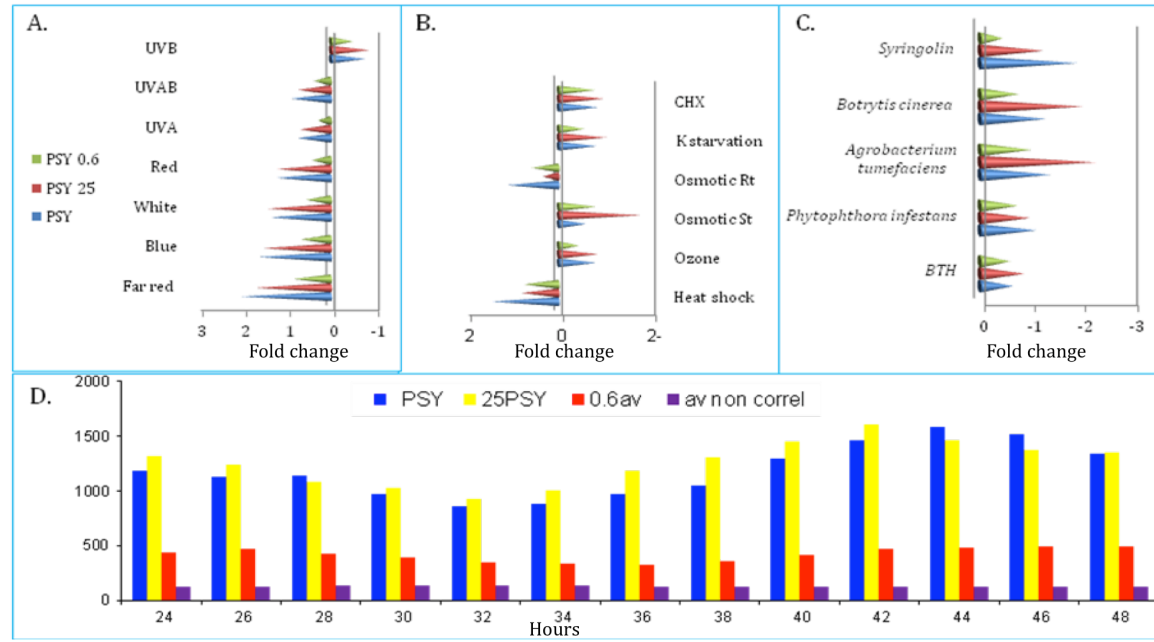 A.
UVB
UVAB
UVA
Red
White
Blue
Far red
PSY 0.6
PSY 25
PSY
3 2 1 0 -1
Fold change
B.
CHX
K starvation
Osmotic Rt
Osmotic St
Ozone
Heat shock
2 0 2-
Fold change
C.
Syringolin
Botrytis cinerea
Agrobacterium
tumefaciens
Phytophthora infestans
BTH
0 -1 -2 -3
Fold change
D.
PSY 25PSY 0.6av av non correl
2000
1500
1000
500
0
24 26 28 30 32 34 36 38 40 42 44 46 48
Hours